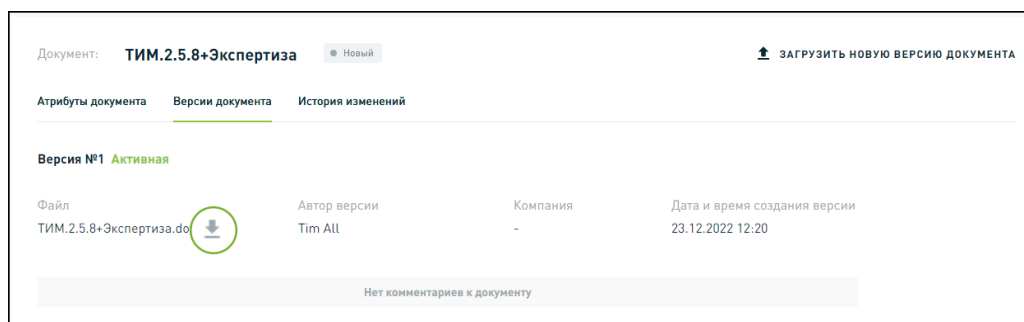 Документ: ТИМ.2.5.8+Экспертиза Новый ЗАГРУЗИТЬ НОВУЮ ВЕРСИЮ ДОКУМЕНТА
Атрибуты документа Версии документа История изменений
Версия №1 Активная
Файл Автор версии Компания Дата и время создания версии
ТИМ.2.5.8+Экспертиза.do Tim All - 23.12.2022 12:20
Нет комментариев к документу